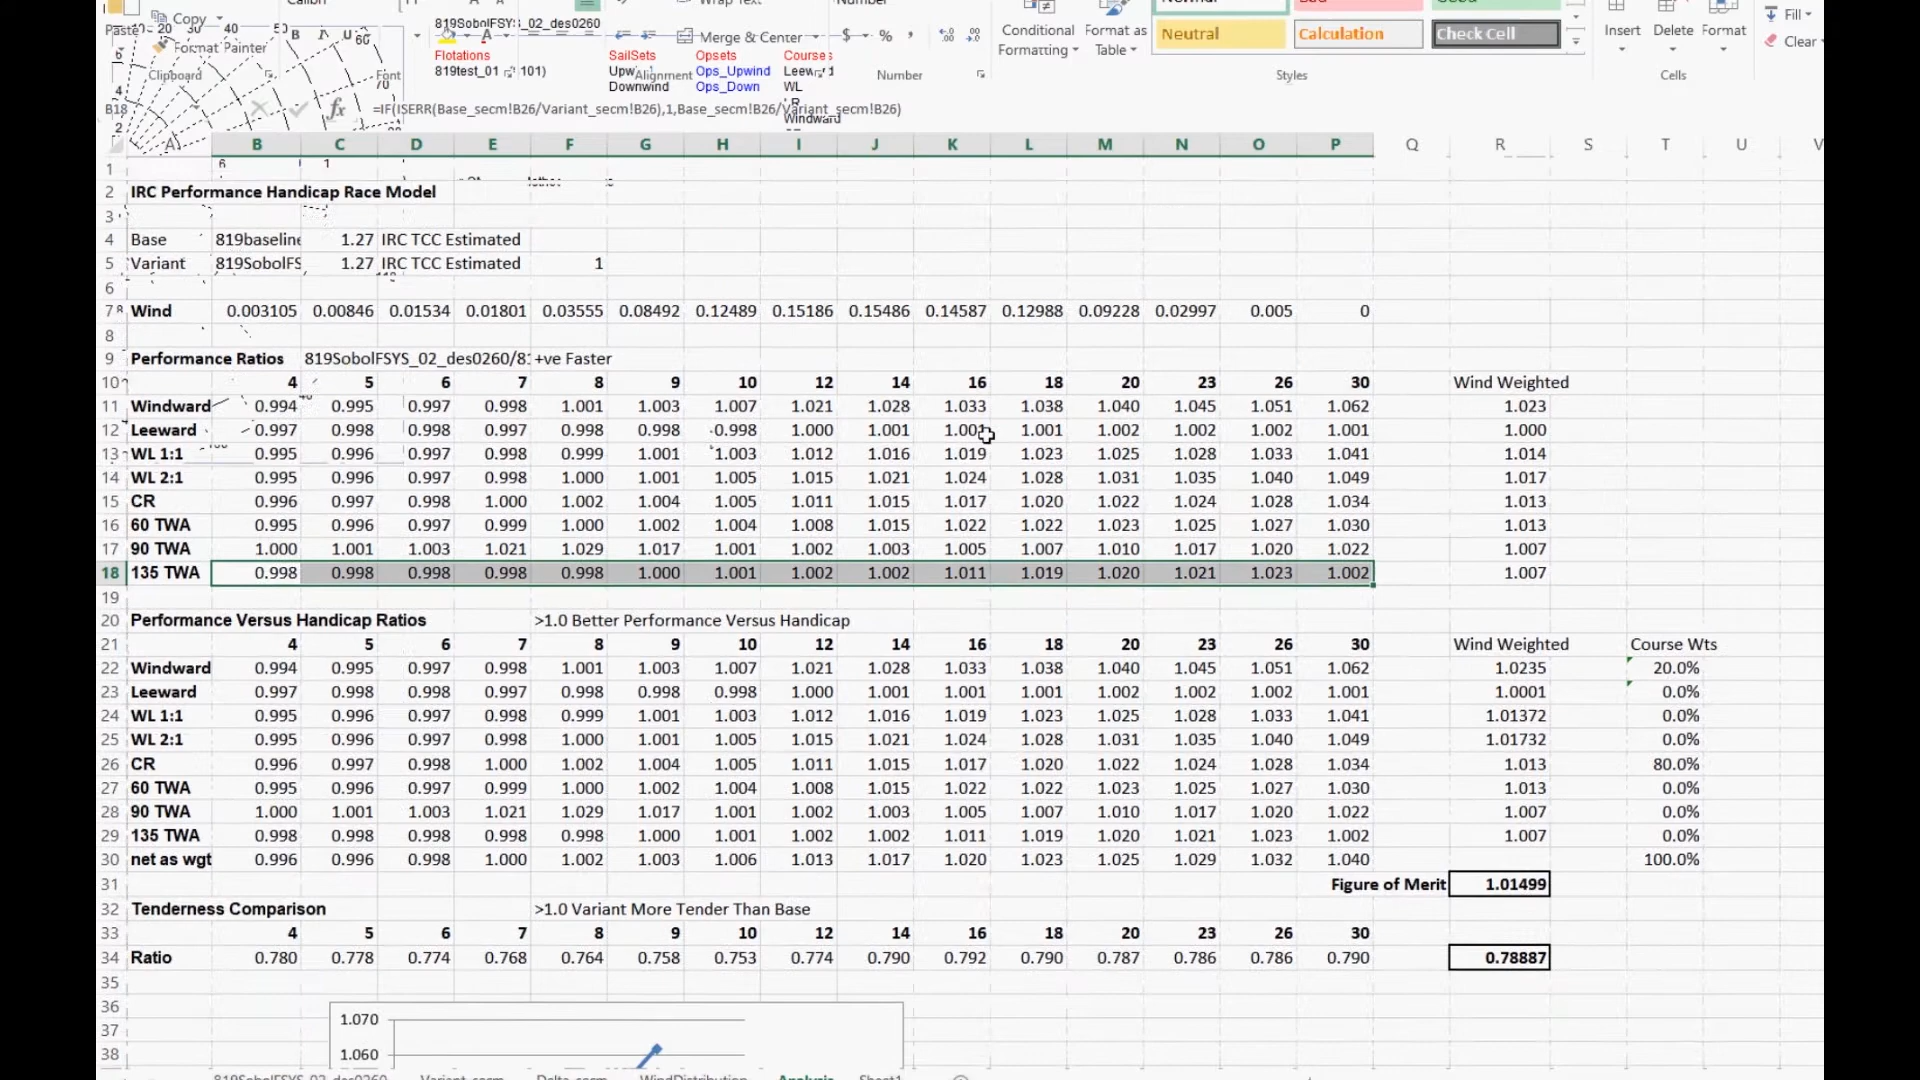 Calibri
Wrap Text
Number
Paste
20 30 40 50
Copy
819SobolFSYS_02_des0260
Format Painter
60
Merge & Center
$ % ,
Conditional Formatting
Format as Table
Neutral Calculation Check Cell
Insert Delete Format
Fill
Clear
Flotations SailSets Opsets Courses
819test_01 (101) Ops_Upwind
Downwind Ops_Down WL
Clipboard Font Alignment Number Styles Cells
70
B18 fx =IF(ISERR(Base_secm!B26/Variant_secm!B26),1,Base_secm!B26/Variant_secm!B26)
Windward
A B C D E F G H I J K L M N O P Q R S T U V
1
2 IRC Performance Handicap Race Model
3
4 Base 819baseline 1.27 IRC TCC Estimated
5 Variant 819SobolFS 1.27 IRC TCC Estimated 1
6
7 Wind 0.003105 0.00846 0.01534 0.01801 0.03555 0.08492 0.12489 0.15186 0.15486 0.14587 0.12988 0.09228 0.02997 0.005 0
8
9 Performance Ratios 819SobolFSYS_02_des0260/81 +ve Faster
10 4 5 6 7 8 9 10 12 14 16 18 20 23 26 30 Wind Weighted
11 Windward 0.994 0.995 0.997 0.998 1.001 1.003 1.007 1.021 1.028 1.033 1.038 1.040 1.045 1.051 1.062 1.023
12 Leeward 0.997 0.998 0.998 0.997 0.998 0.998 0.998 1.000 1.001 1.001 1.001 1.002 1.002 1.002 1.001 1.000
13 WL 1:1 0.995 0.996 0.997 0.998 0.999 1.001 1.003 1.012 1.016 1.019 1.023 1.025 1.028 1.033 1.041 1.014
14 WL 2:1 0.995 0.996 0.997 0.998 1.000 1.001 1.005 1.015 1.021 1.024 1.028 1.031 1.035 1.040 1.049 1.017
15 CR 0.996 0.997 0.998 1.000 1.002 1.004 1.005 1.011 1.015 1.017 1.020 1.022 1.024 1.028 1.034 1.013
16 60 TWA 0.995 0.996 0.997 0.999 1.000 1.002 1.004 1.008 1.015 1.022 1.022 1.023 1.025 1.027 1.030 1.013
17 90 TWA 1.000 1.001 1.003 1.021 1.029 1.017 1.001 1.002 1.003 1.005 1.007 1.010 1.017 1.020 1.022 1.007
18 135 TWA 0.998 0.998 0.998 0.998 0.998 1.000 1.001 1.002 1.002 1.011 1.019 1.020 1.021 1.023 1.002 1.007
19
20 Performance Versus Handicap Ratios >1.0 Better Performance Versus Handicap
21 4 5 6 7 8 9 10 12 14 16 18 20 23 26 30 Wind Weighted Course Wts
22 Windward 0.994 0.995 0.997 0.998 1.001 1.003 1.007 1.021 1.028 1.033 1.038 1.040 1.045 1.051 1.062 1.0235 20.0%
23 Leeward 0.997 0.998 0.998 0.997 0.998 0.998 0.998 1.000 1.001 1.001 1.001 1.002 1.002 1.002 1.001 1.0001 0.0%
24 WL 1:1 0.995 0.996 0.997 0.998 0.999 1.001 1.003 1.012 1.016 1.019 1.023 1.025 1.028 1.033 1.041 1.01372 0.0%
25 WL 2:1 0.995 0.996 0.997 0.998 1.000 1.001 1.005 1.015 1.021 1.024 1.028 1.031 1.035 1.040 1.049 1.01732 0.0%
26 CR 0.996 0.997 0.998 1.000 1.002 1.004 1.005 1.011 1.015 1.017 1.020 1.022 1.024 1.028 1.034 1.013 80.0%
27 60 TWA 0.995 0.996 0.997 0.999 1.000 1.002 1.004 1.008 1.015 1.022 1.022 1.023 1.025 1.027 1.030 1.013 0.0%
28 90 TWA 1.000 1.001 1.003 1.021 1.029 1.017 1.001 1.002 1.003 1.005 1.007 1.010 1.017 1.020 1.022 1.007 0.0%
29 135 TWA 0.998 0.998 0.998 0.998 0.998 1.000 1.001 1.002 1.002 1.011 1.019 1.020 1.021 1.023 1.002 1.007 0.0%
30 net as wgt 0.996 0.996 0.998 1.000 1.002 1.003 1.006 1.013 1.017 1.020 1.023 1.025 1.029 1.032 1.040 100.0%
31 Figure of Merit 1.01499
32 Tenderness Comparison >1.0 Variant More Tender Than Base
33 4 5 6 7 8 9 10 12 14 16 18 20 23 26 30
34 Ratio 0.780 0.778 0.774 0.768 0.764 0.758 0.753 0.774 0.790 0.792 0.790 0.787 0.786 0.786 0.790 0.78887
35
36 1.070
37
38 1.060
819SobolFSYS_02_des0260 Variant_secm Delta_secm WindDistribution Analysis Sheet1